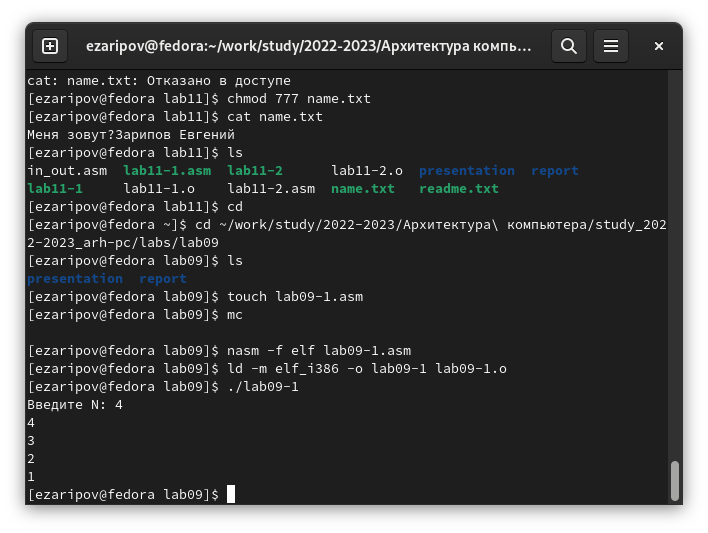 ezaripov@fedora:~/work/study/2022-2023/Архитектура компь...
cat: name.txt: Отказано в доступе
[ezaripov@fedora lab11]$ chmod 777 name.txt
[ezaripov@fedora lab11]$ cat name.txt
Меня зовут?Зарипов Евгений
[ezaripov@fedora lab11]$ ls
in_out.asm  lab11-1.asm  lab11-2      lab11-2.o  presentation  report
lab11-1     lab11-1.o    lab11-2.asm  name.txt   readme.txt
[ezaripov@fedora lab11]$ cd
[ezaripov@fedora ~]$ cd ~/work/study/2022-2023/Архитектура\ компьютера/study_202
2-2023_arh-pc/labs/lab09
[ezaripov@fedora lab09]$ ls
presentation  report
[ezaripov@fedora lab09]$ touch lab09-1.asm
[ezaripov@fedora lab09]$ mc
[ezaripov@fedora lab09]$ nasm -f elf lab09-1.asm
[ezaripov@fedora lab09]$ ld -m elf_i386 -o lab09-1 lab09-1.o
[ezaripov@fedora lab09]$ ./lab09-1
Введите N: 4
4
3
2
1
[ezaripov@fedora lab09]$